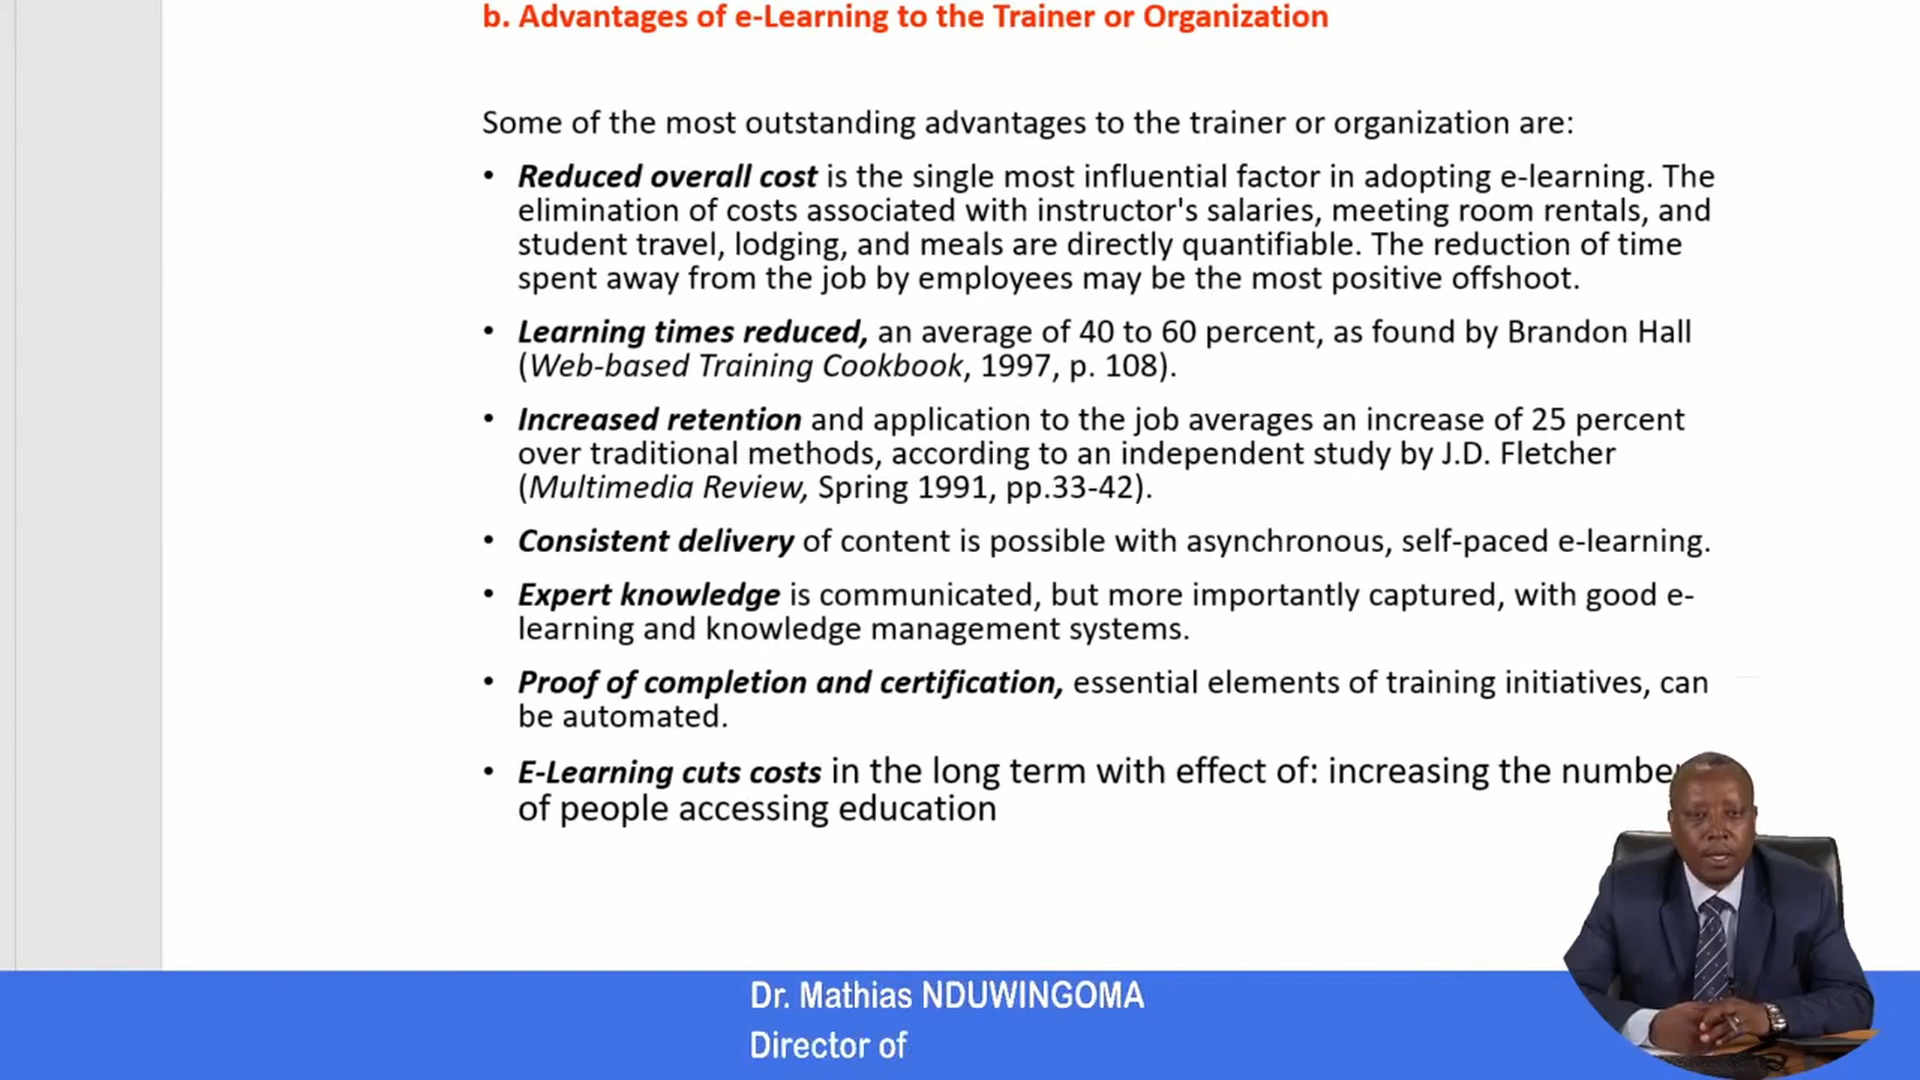 b. Advantages of e-Learning to the Trainer or Organization
Some of the most outstanding advantages to the trainer or organization are:
• Reduced overall cost is the single most influential factor in adopting e-learning. The
elimination of costs associated with instructor's salaries, meeting room rentals, and
student travel, lodging, and meals are directly quantifiable. The reduction of time
spent away from the job by employees may be the most positive offshoot.
• Learning times reduced, an average of 40 to 60 percent, as found by Brandon Hall
(Web-based Training Cookbook, 1997, p. 108).
• Increased retention and application to the job averages an increase of 25 percent
over traditional methods, according to an independent study by J.D. Fletcher
(Multimedia Review, Spring 1991, pp.33-42).
• Consistent delivery of content is possible with asynchronous, self-paced e-learning.
• Expert knowledge is communicated, but more importantly captured, with good e-
learning and knowledge management systems.
• Proof of completion and certification, essential elements of training initiatives, can
be automated.
• E-Learning cuts costs in the long term with effect of: increasing the number
of people accessing education
Dr. Mathias NDUWINGOMA
Director of